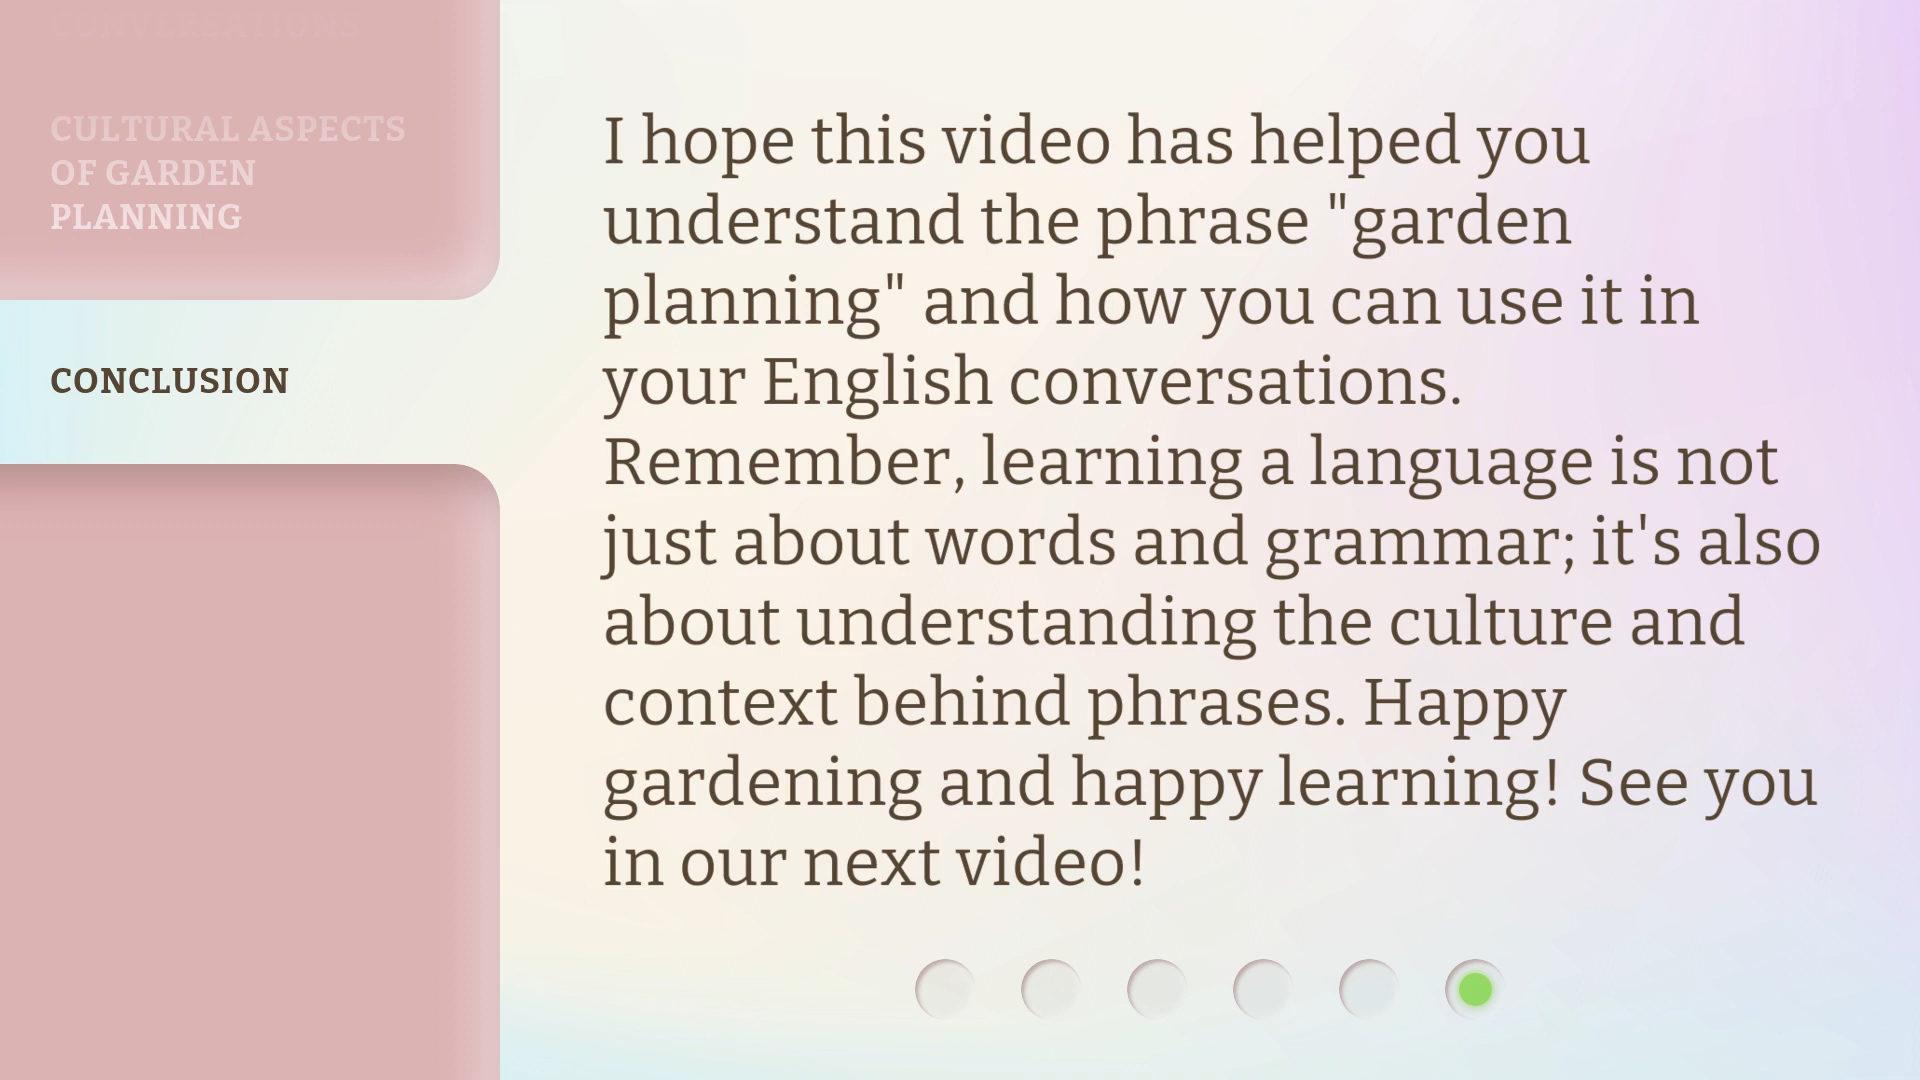 CONVERSATIONS
CULTURAL ASPECTS
OF GARDEN
PLANNING
CONCLUSION
I hope this video has helped you
understand the phrase "garden
planning" and how you can use it in
your English conversations.
Remember, learning a language is not
just about words and grammar; it's also
about understanding the culture and
context behind phrases. Happy
gardening and happy learning! See you
in our next video!